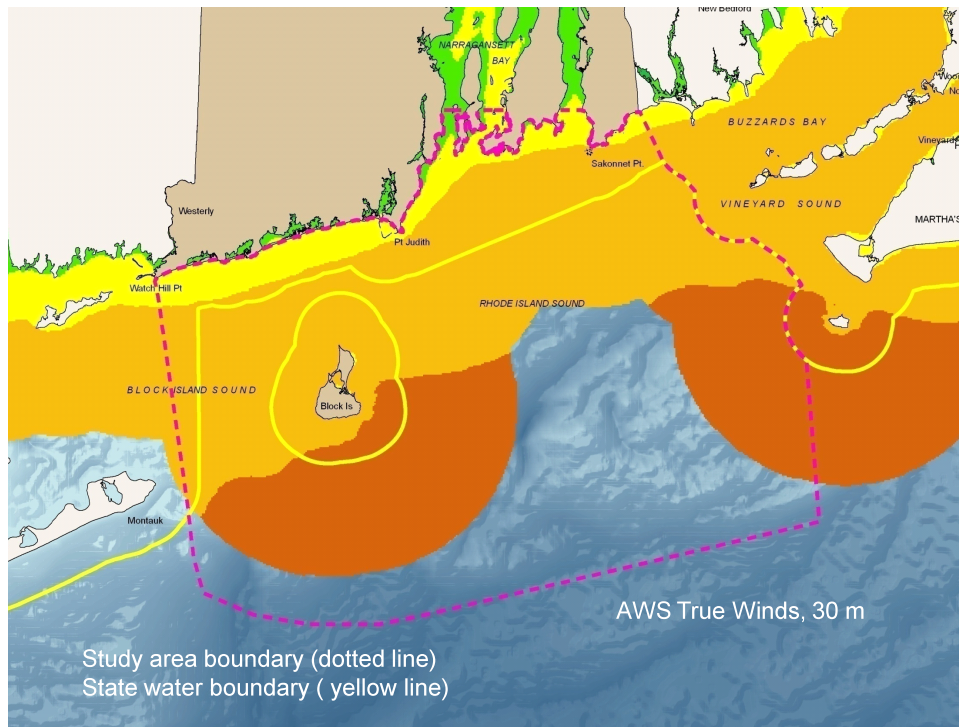 New Bedford
NARRAGANSETT
BAY
BUZZARDS BAY
Vineyard
Sakonnet Pt.
VINEYARD SOUND
Westerly
MARTHA'S
Pt Judith
Watch Hill Pt
RHODE ISLAND SOUND
BLOCK ISLAND SOUND
Block Is
Montauk
AWS True Winds, 30 m
Study area boundary (dotted line)
State water boundary ( yellow line)